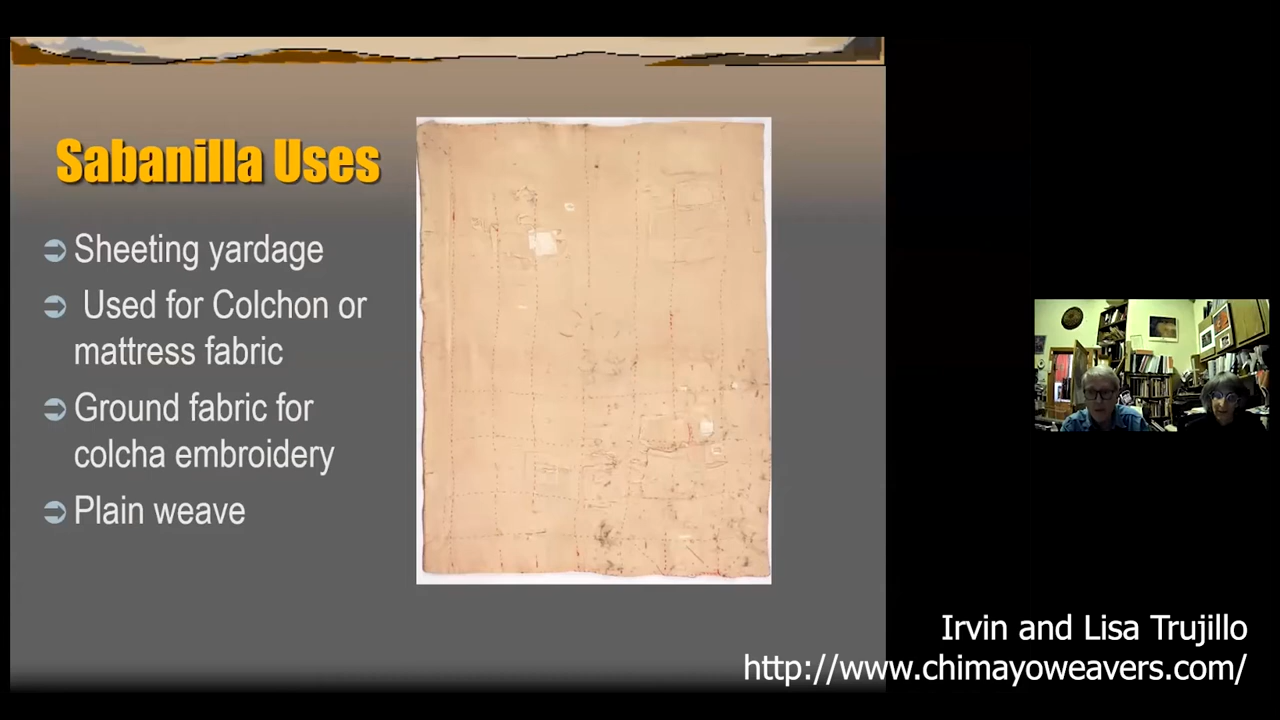 Sabanilla Uses
Sheeting yardage
Used for Colchon or
mattress fabric
Ground fabric for
colcha embroidery
Plain weave
Irvin and Lisa Trujillo
http://www.chimayoweavers.com/